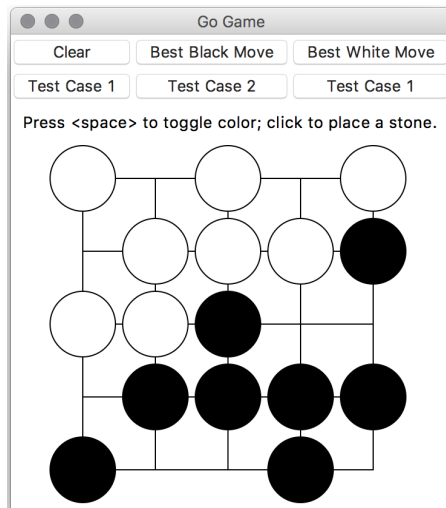 Go Game
Clear Best Black Move Best White Move
Test Case 1 Test Case 2 Test Case 1
Press <space> to toggle color; click to place a stone.